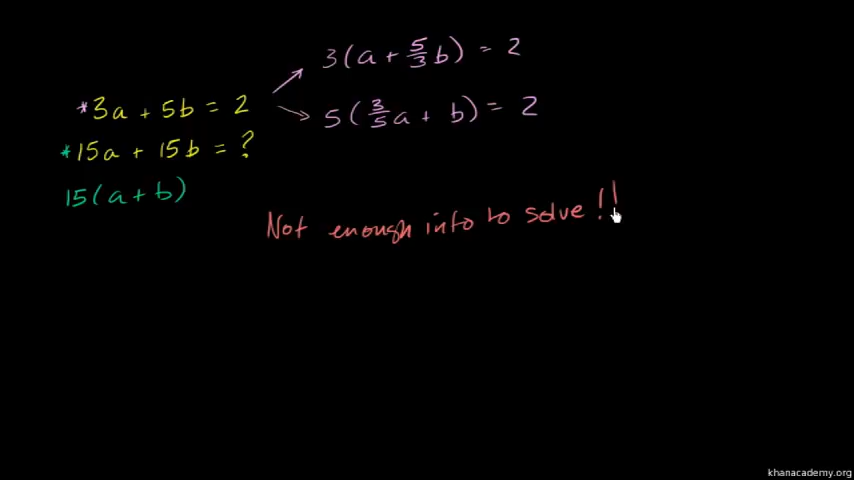 3(a + 5/3 b) = 2
*3a + 5b = 2
5(3/5 a + b) = 2
*15a + 15b = ?
15(a + b)
Not enough info to solve!!
khanacademy.org